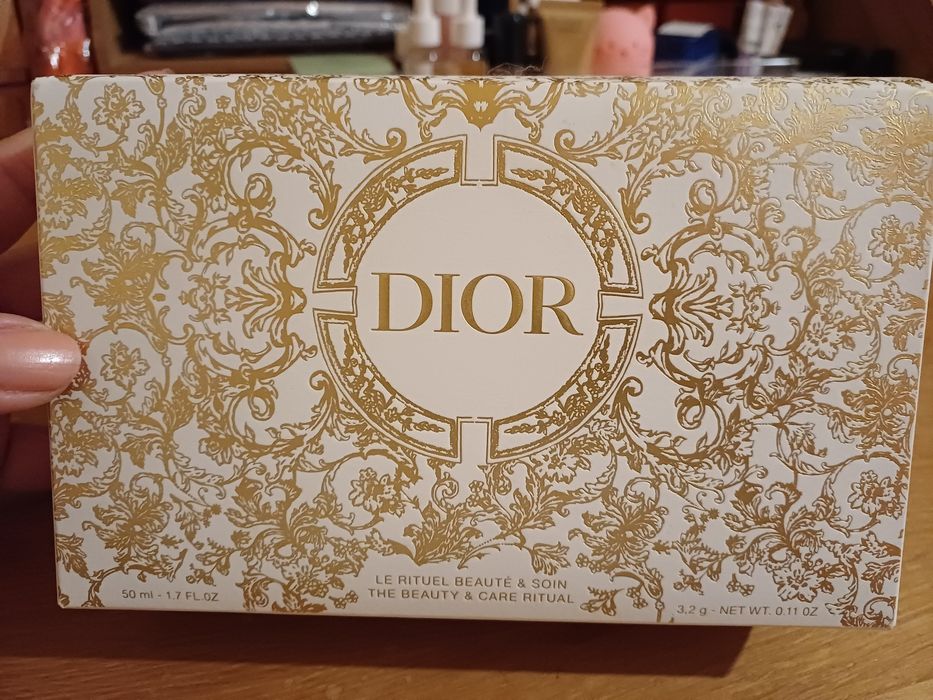 DIOR
LE RITUEL BEAUTÉ & SOIN
THE BEAUTY & CARE RITUAL
50 ml - 1.7 FL.OZ
3,2 g - NET WT. 0.11 OZ